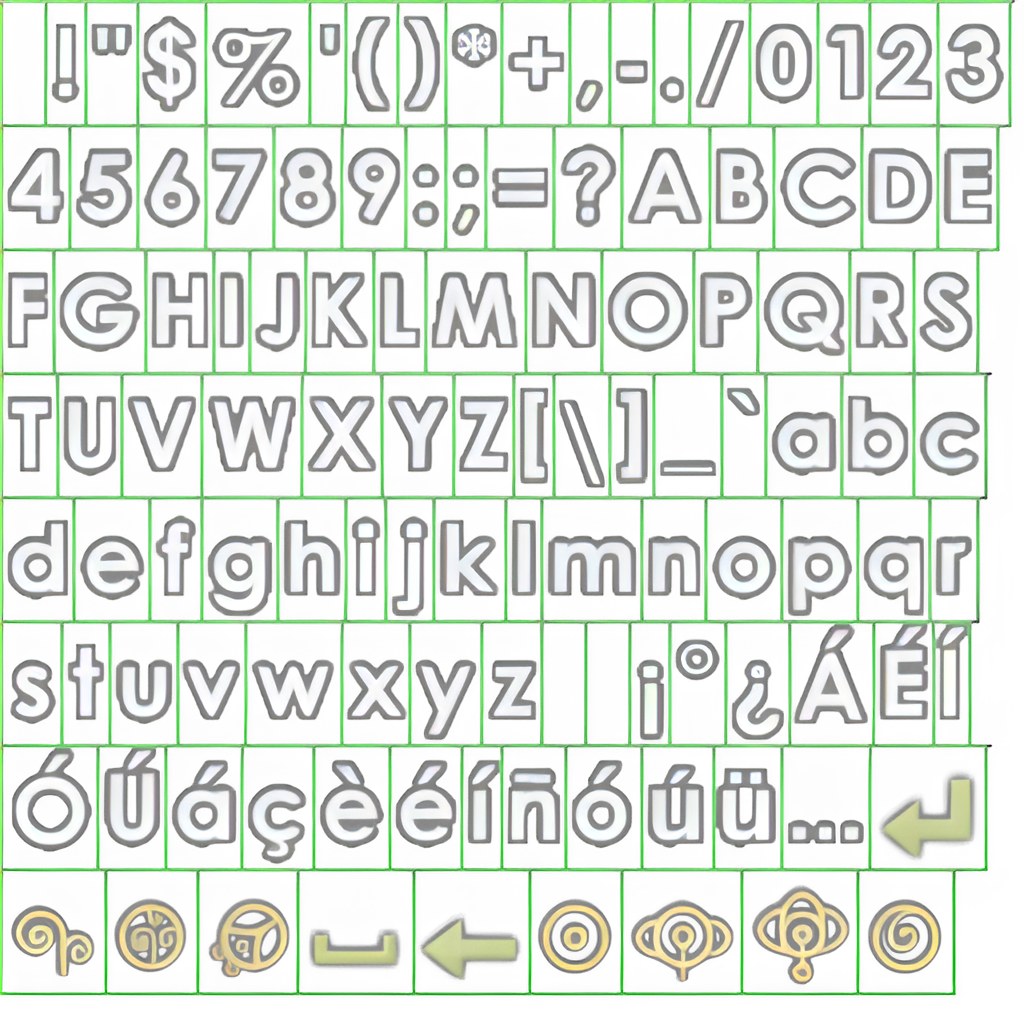 !"$%'()*+,-./0123
456789:;=?ABCDE
FGHIJKLMNOPQRS
TUVWXYZ[\]_`abc
defghijklmnopqr
stuvwxyz¡°¿ÁÉÍ
ÓÚáçèéíñóúü…